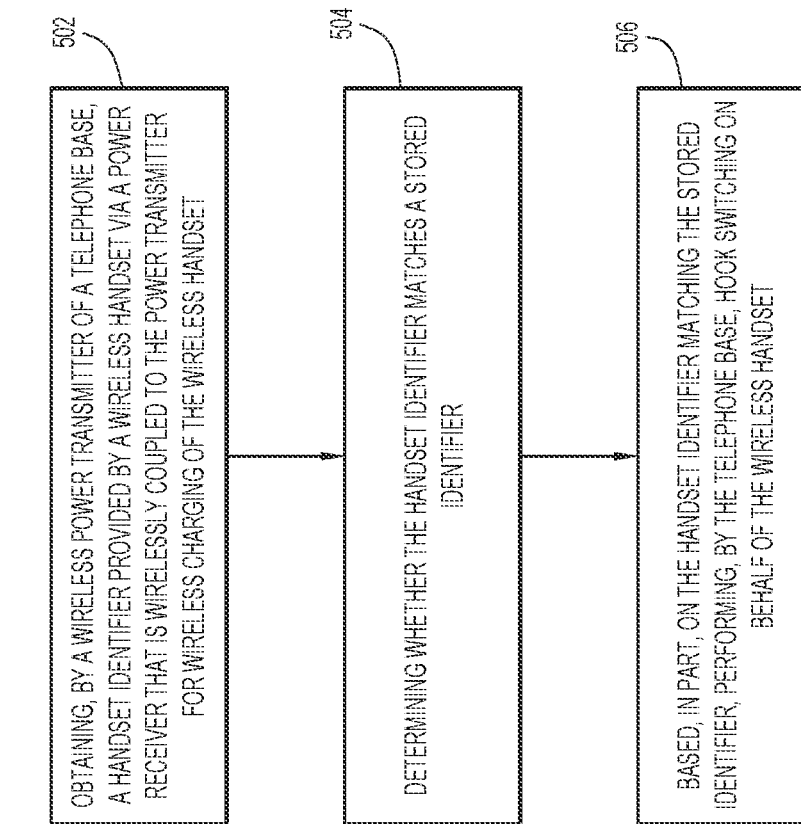 502
OBTAINING, BY A WIRELESS POWER TRANSMITTER OF A TELEPHONE BASE,
A HANDSET IDENTIFIER PROVIDED BY A WIRELESS HANDSET VIA A POWER
RECEIVER THAT IS WIRELESSLY COUPLED TO THE POWER TRANSMITTER
FOR WIRELESS CHARGING OF THE WIRELESS HANDSET
504
DETERMINING WHETHER THE HANDSET IDENTIFIER MATCHES A STORED
IDENTIFIER
506
BASED, IN PART, ON THE HANDSET IDENTIFIER MATCHING THE STORED
IDENTIFIER, PERFORMING, BY THE TELEPHONE BASE, HOOK SWITCHING ON
BEHALF OF THE WIRELESS HANDSET